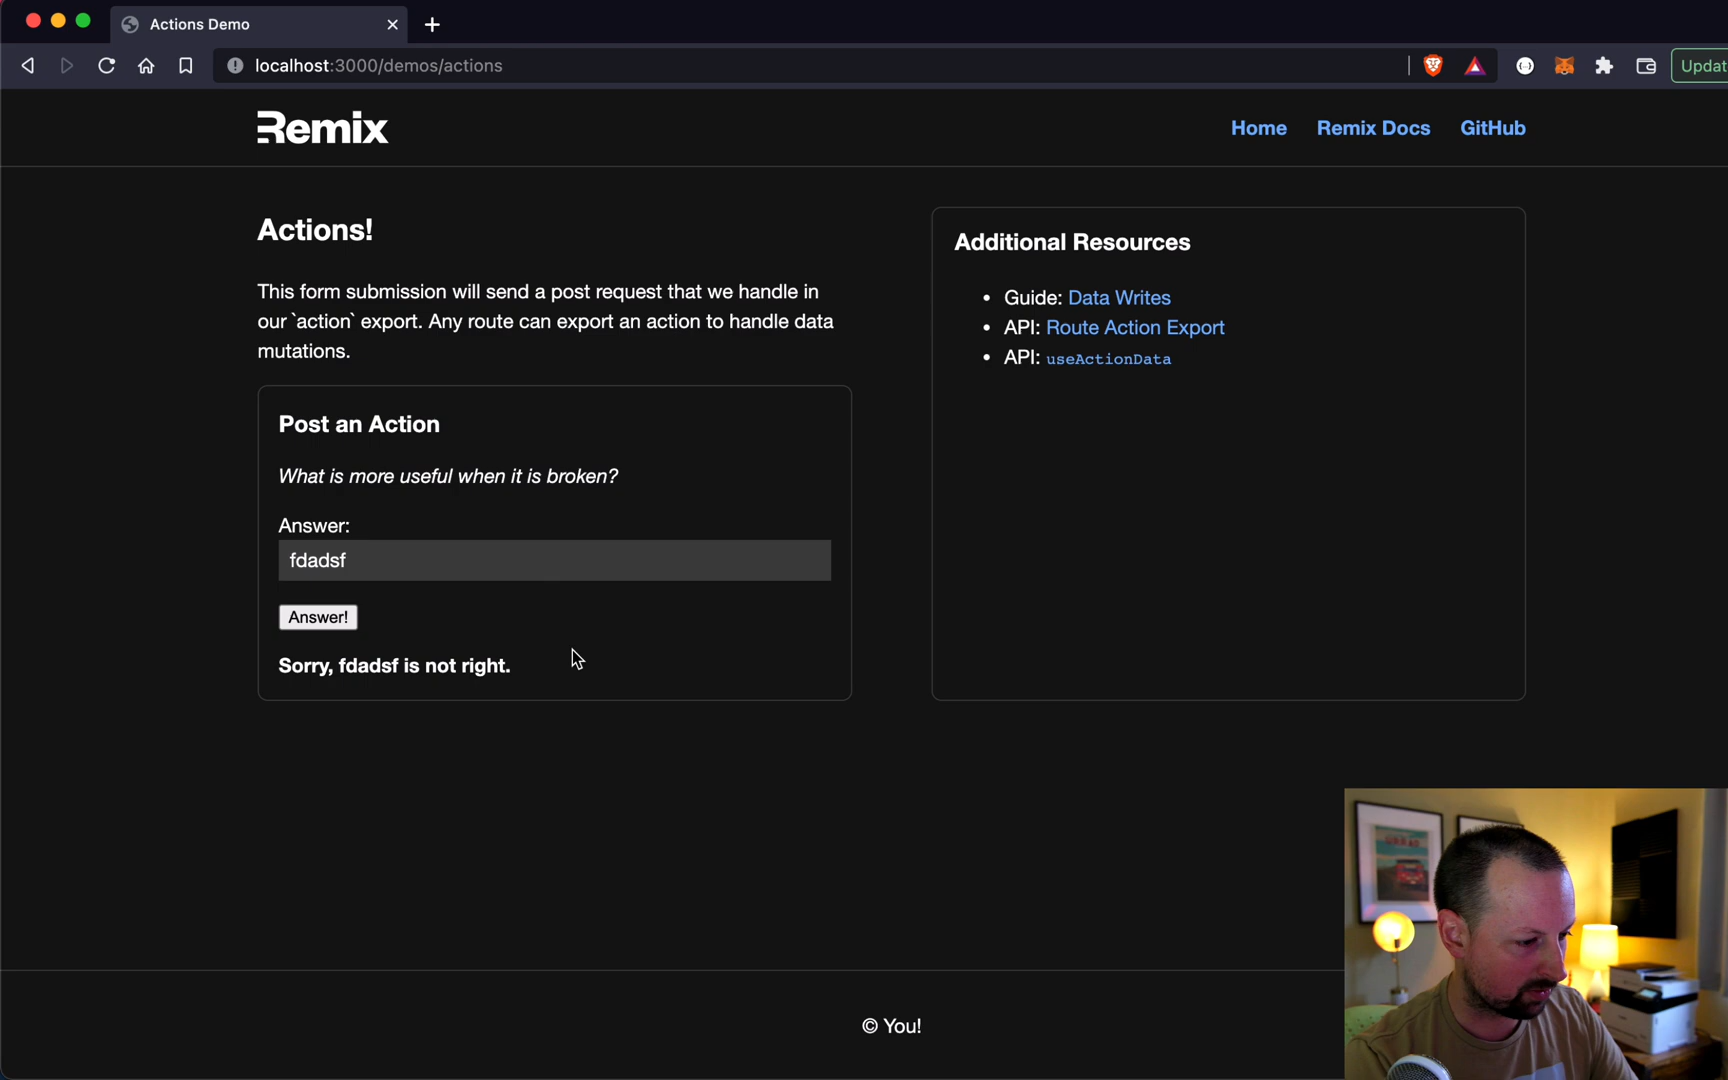 Actions Demo
localhost:3000/demos/actions
Updat
Remix
Home Remix Docs GitHub
Actions!
This form submission will send a post request that we handle in
our `action` export. Any route can export an action to handle data
mutations.
Post an Action
What is more useful when it is broken?
Answer:
fdadsf
Answer!
Sorry, fdadsf is not right.
Additional Resources
Guide: Data Writes
API: Route Action Export
API: useActionData
© You!